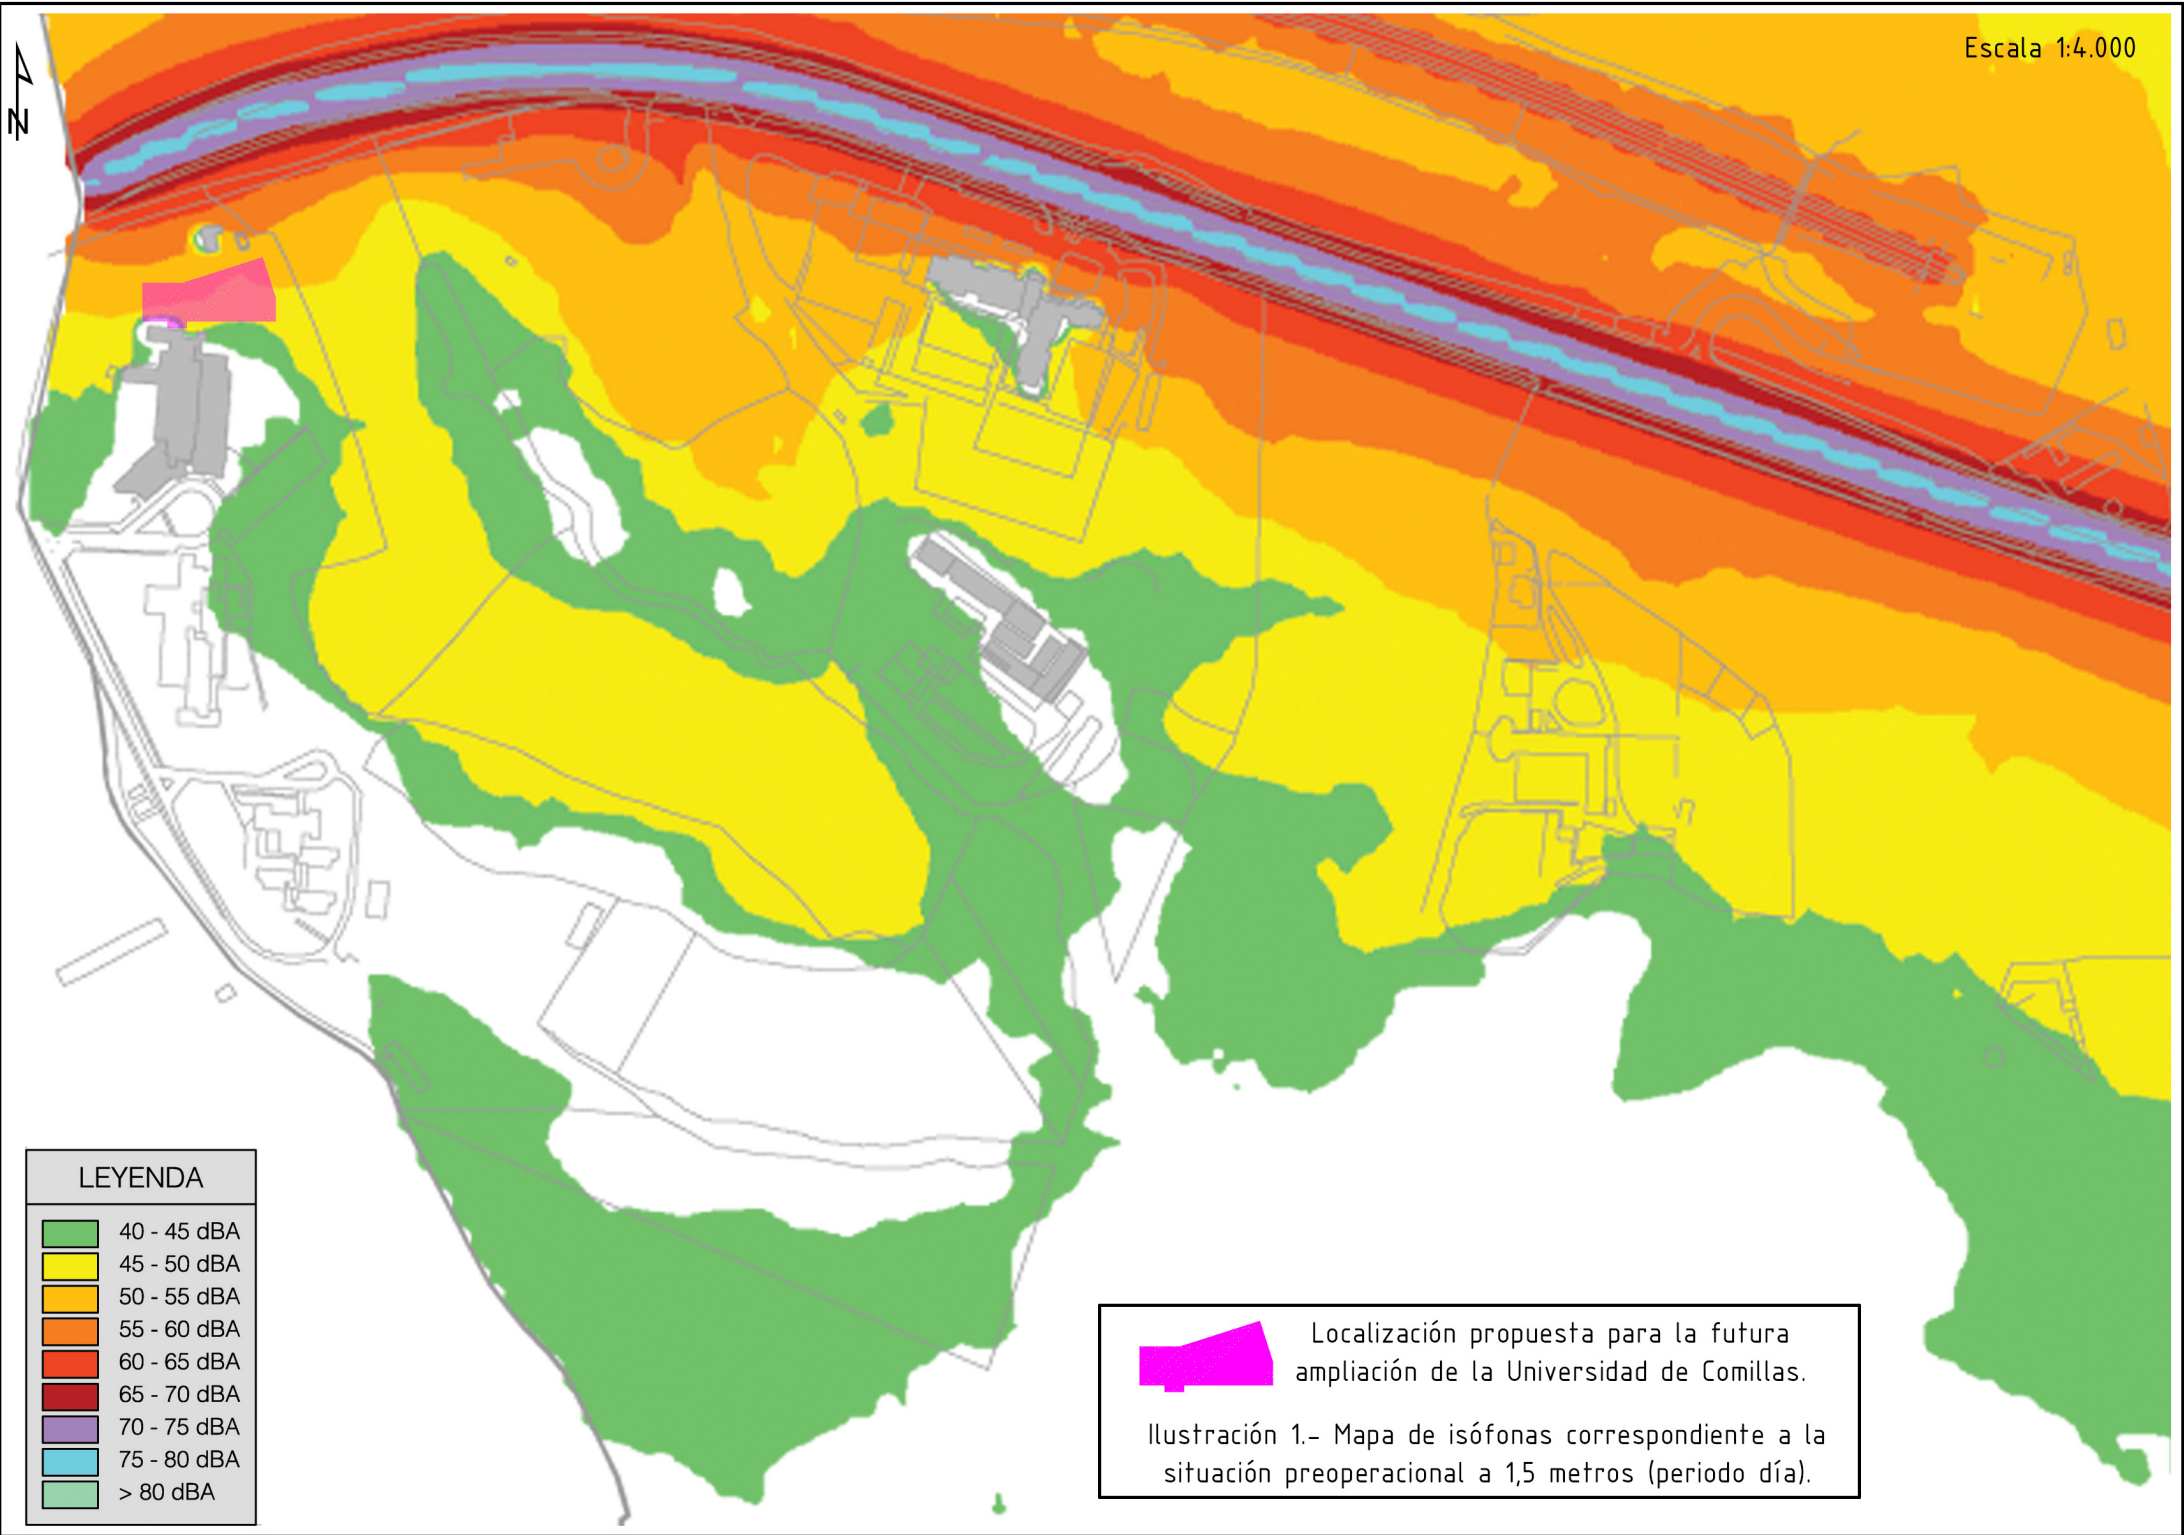 Escala 1:4.000
N
LEYENDA
40 - 45 dBA
45 - 50 dBA
50 - 55 dBA
55 - 60 dBA
60 - 65 dBA
65 - 70 dBA
70 - 75 dBA
75 - 80 dBA
> 80 dBA
Localización propuesta para la futura
ampliación de la Universidad de Comillas.
Ilustración 1.- Mapa de isófonas correspondiente a la
situación preoperacional a 1,5 metros (periodo día).